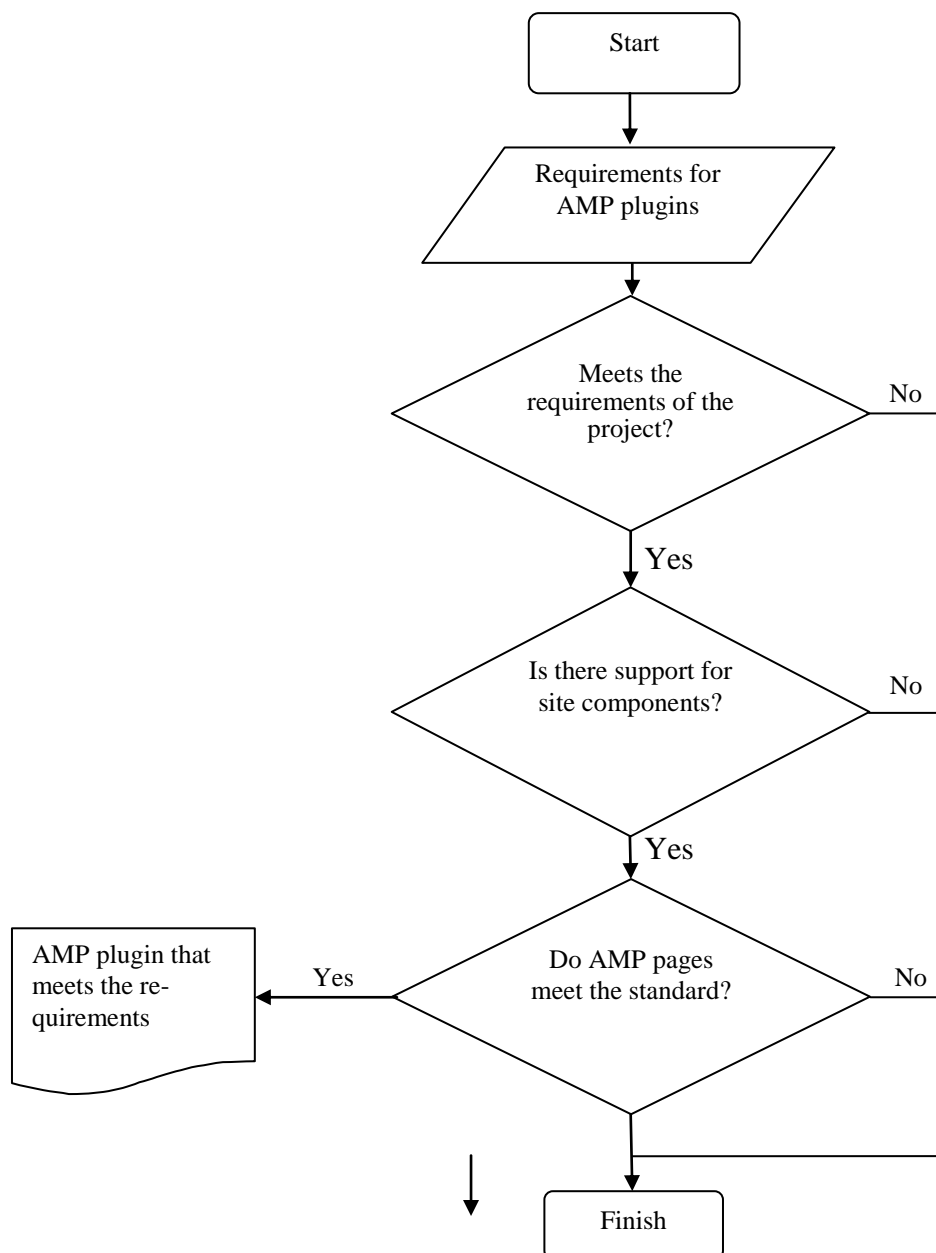 Start
Requirements for
AMP plugins
Meets the
requirements of the
project?
No
Yes
Is there support for
site components?
No
Yes
Do AMP pages
meet the standard?
No
Yes
AMP plugin that
meets the re-
quirements
Finish